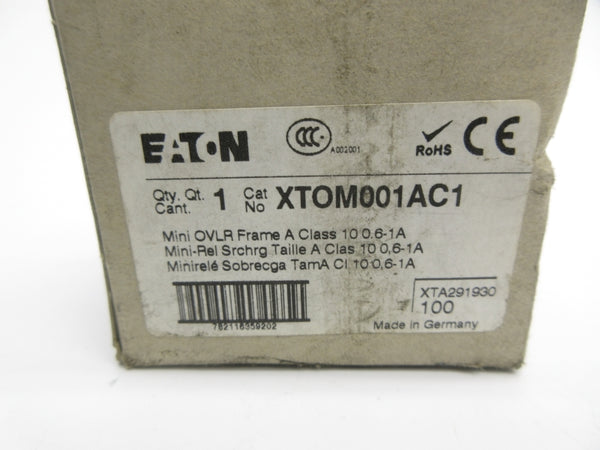 EATON
CCC
A002001
RoHS CE
Qty. Qt. Cant. 1 Cat No XTOM001AC1
Mini OVLR Frame A Class 10 0.6-1A
Mini-Rel Srchrg Taille A Clas 10 0,6-1A
Minirelé Sobrecga TamA Cl 10 0,6-1A
782116359202
XTA291930
100
Made in Germany